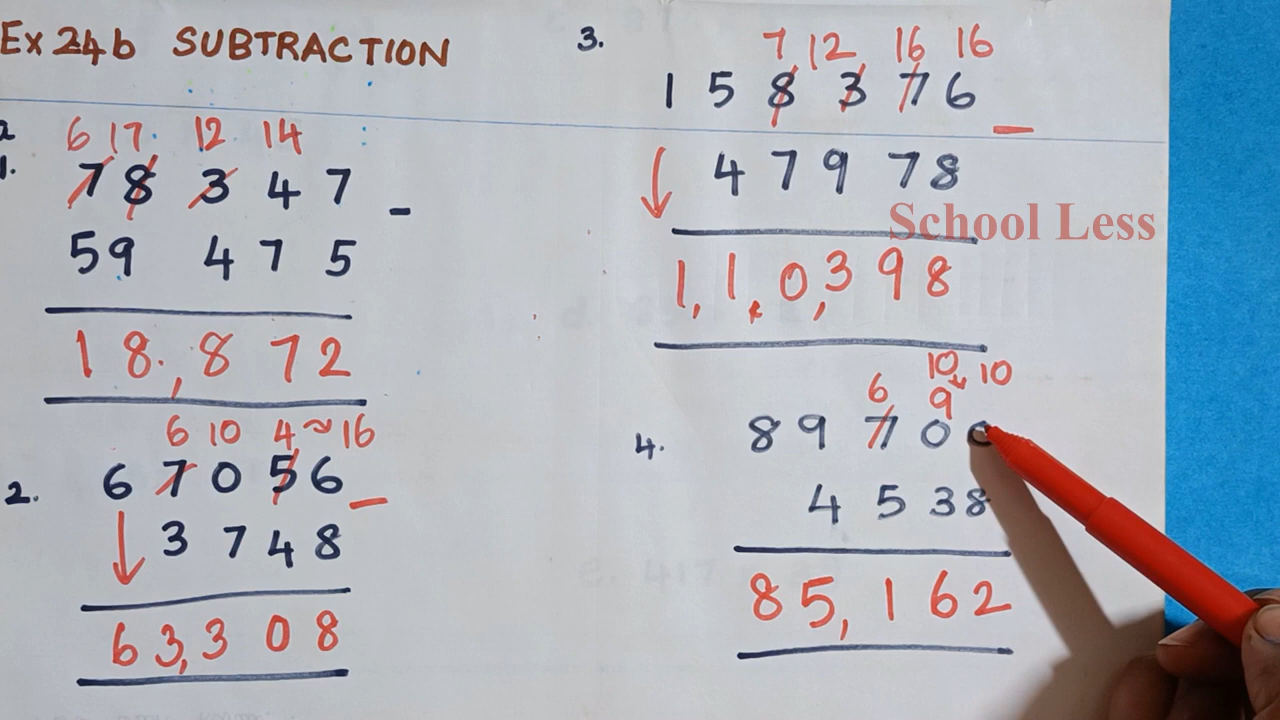 Ex 24b SUBTRACTION
1.
6 17 12 14
7 8 3 4 7 -
5 9 4 7 5
1 8, 8 7 2
2.
6 10 4 ~ 16
6 7 0 5 6 _
3 7 4 8
6 3, 3 0 8
3.
7 12 16 16
1 5 8 3 7 6 _
4 7 9 7 8
School Less
1, 1, 0, 3 9 8
4.
10 10
6 9
8 9 7 0 0
4 5 3 8
8 5, 1 6 2